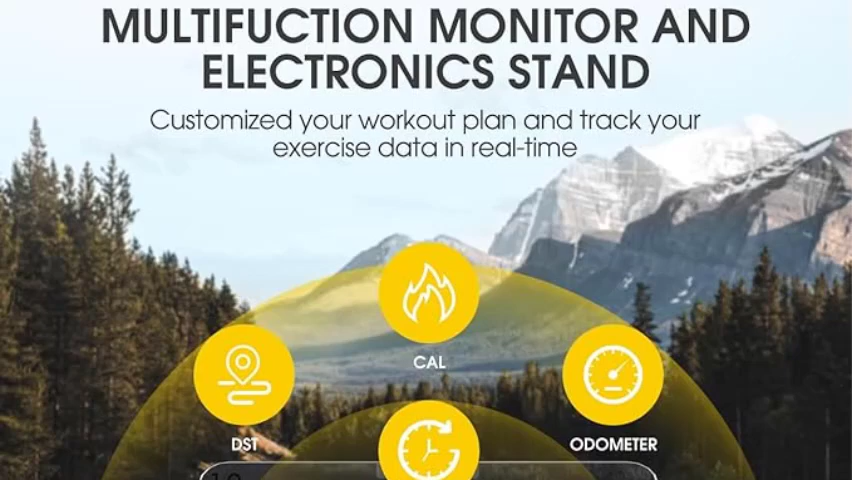 MULTIFUCTION MONITOR AND
ELECTRONICS STAND
Customized your workout plan and track your
exercise data in real-time
CAL
DST
ODOMETER